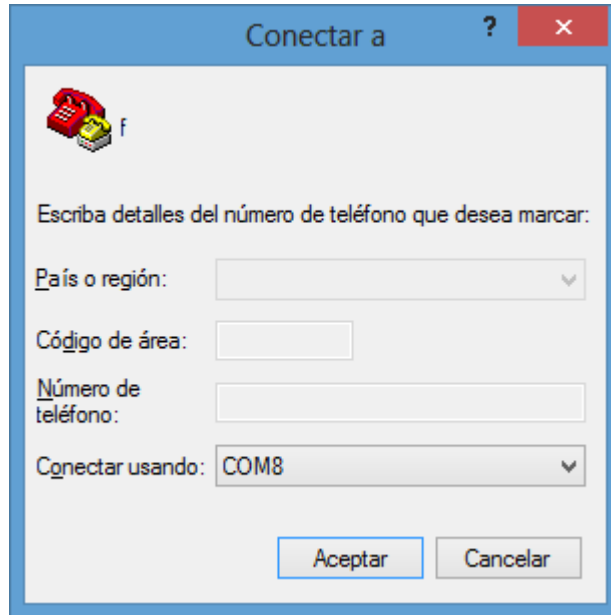 Conectar a
?
f
Escriba detalles del número de teléfono que desea marcar:
País o región:
Código de área:
Número de
teléfono:
Conectar usando: COM8
Aceptar Cancelar